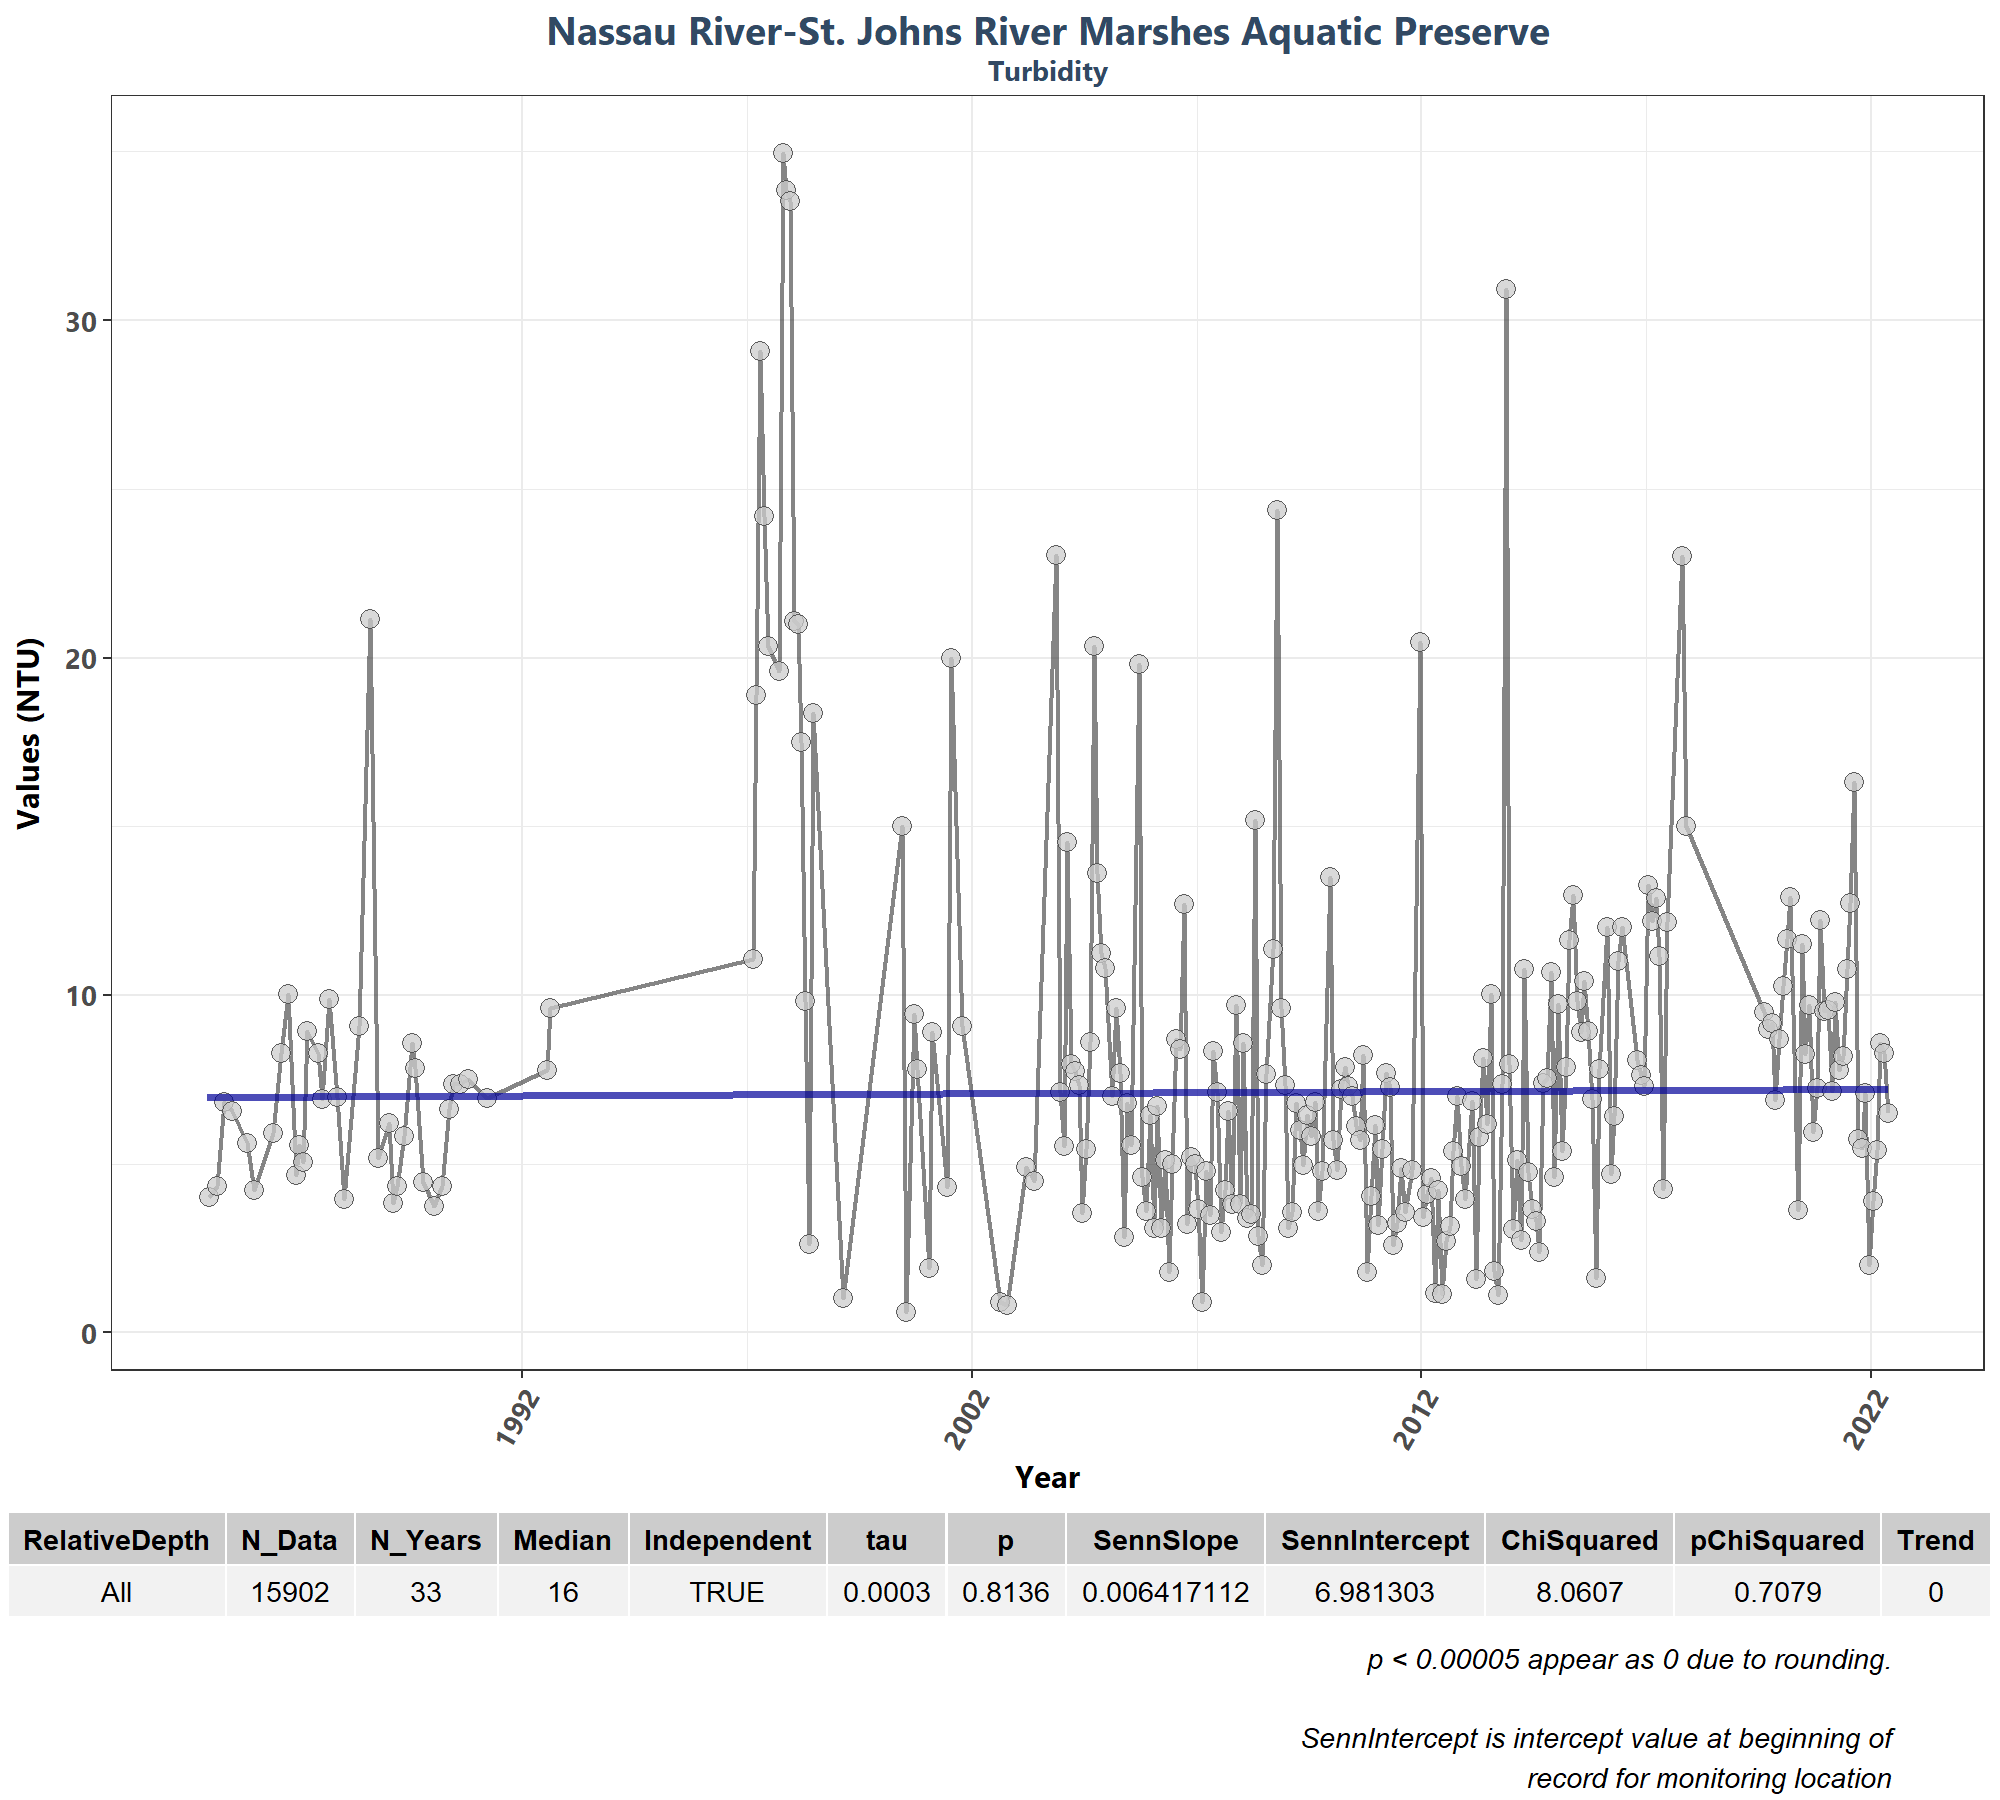 Nassau River-St. Johns River Marshes Aquatic Preserve
Turbidity
Values (NTU)
30
20
10
0
1992
2002
2012
2022
Year
RelativeDepth N_Data N_Years Median Independent tau p SennSlope SennIntercept ChiSquared pChiSquared Trend
All 15902 33 16 TRUE 0.0003 0.8136 0.006417112 6.981303 8.0607 0.7079 0
p < 0.00005 appear as 0 due to rounding.
SennIntercept is intercept value at beginning of
record for monitoring location